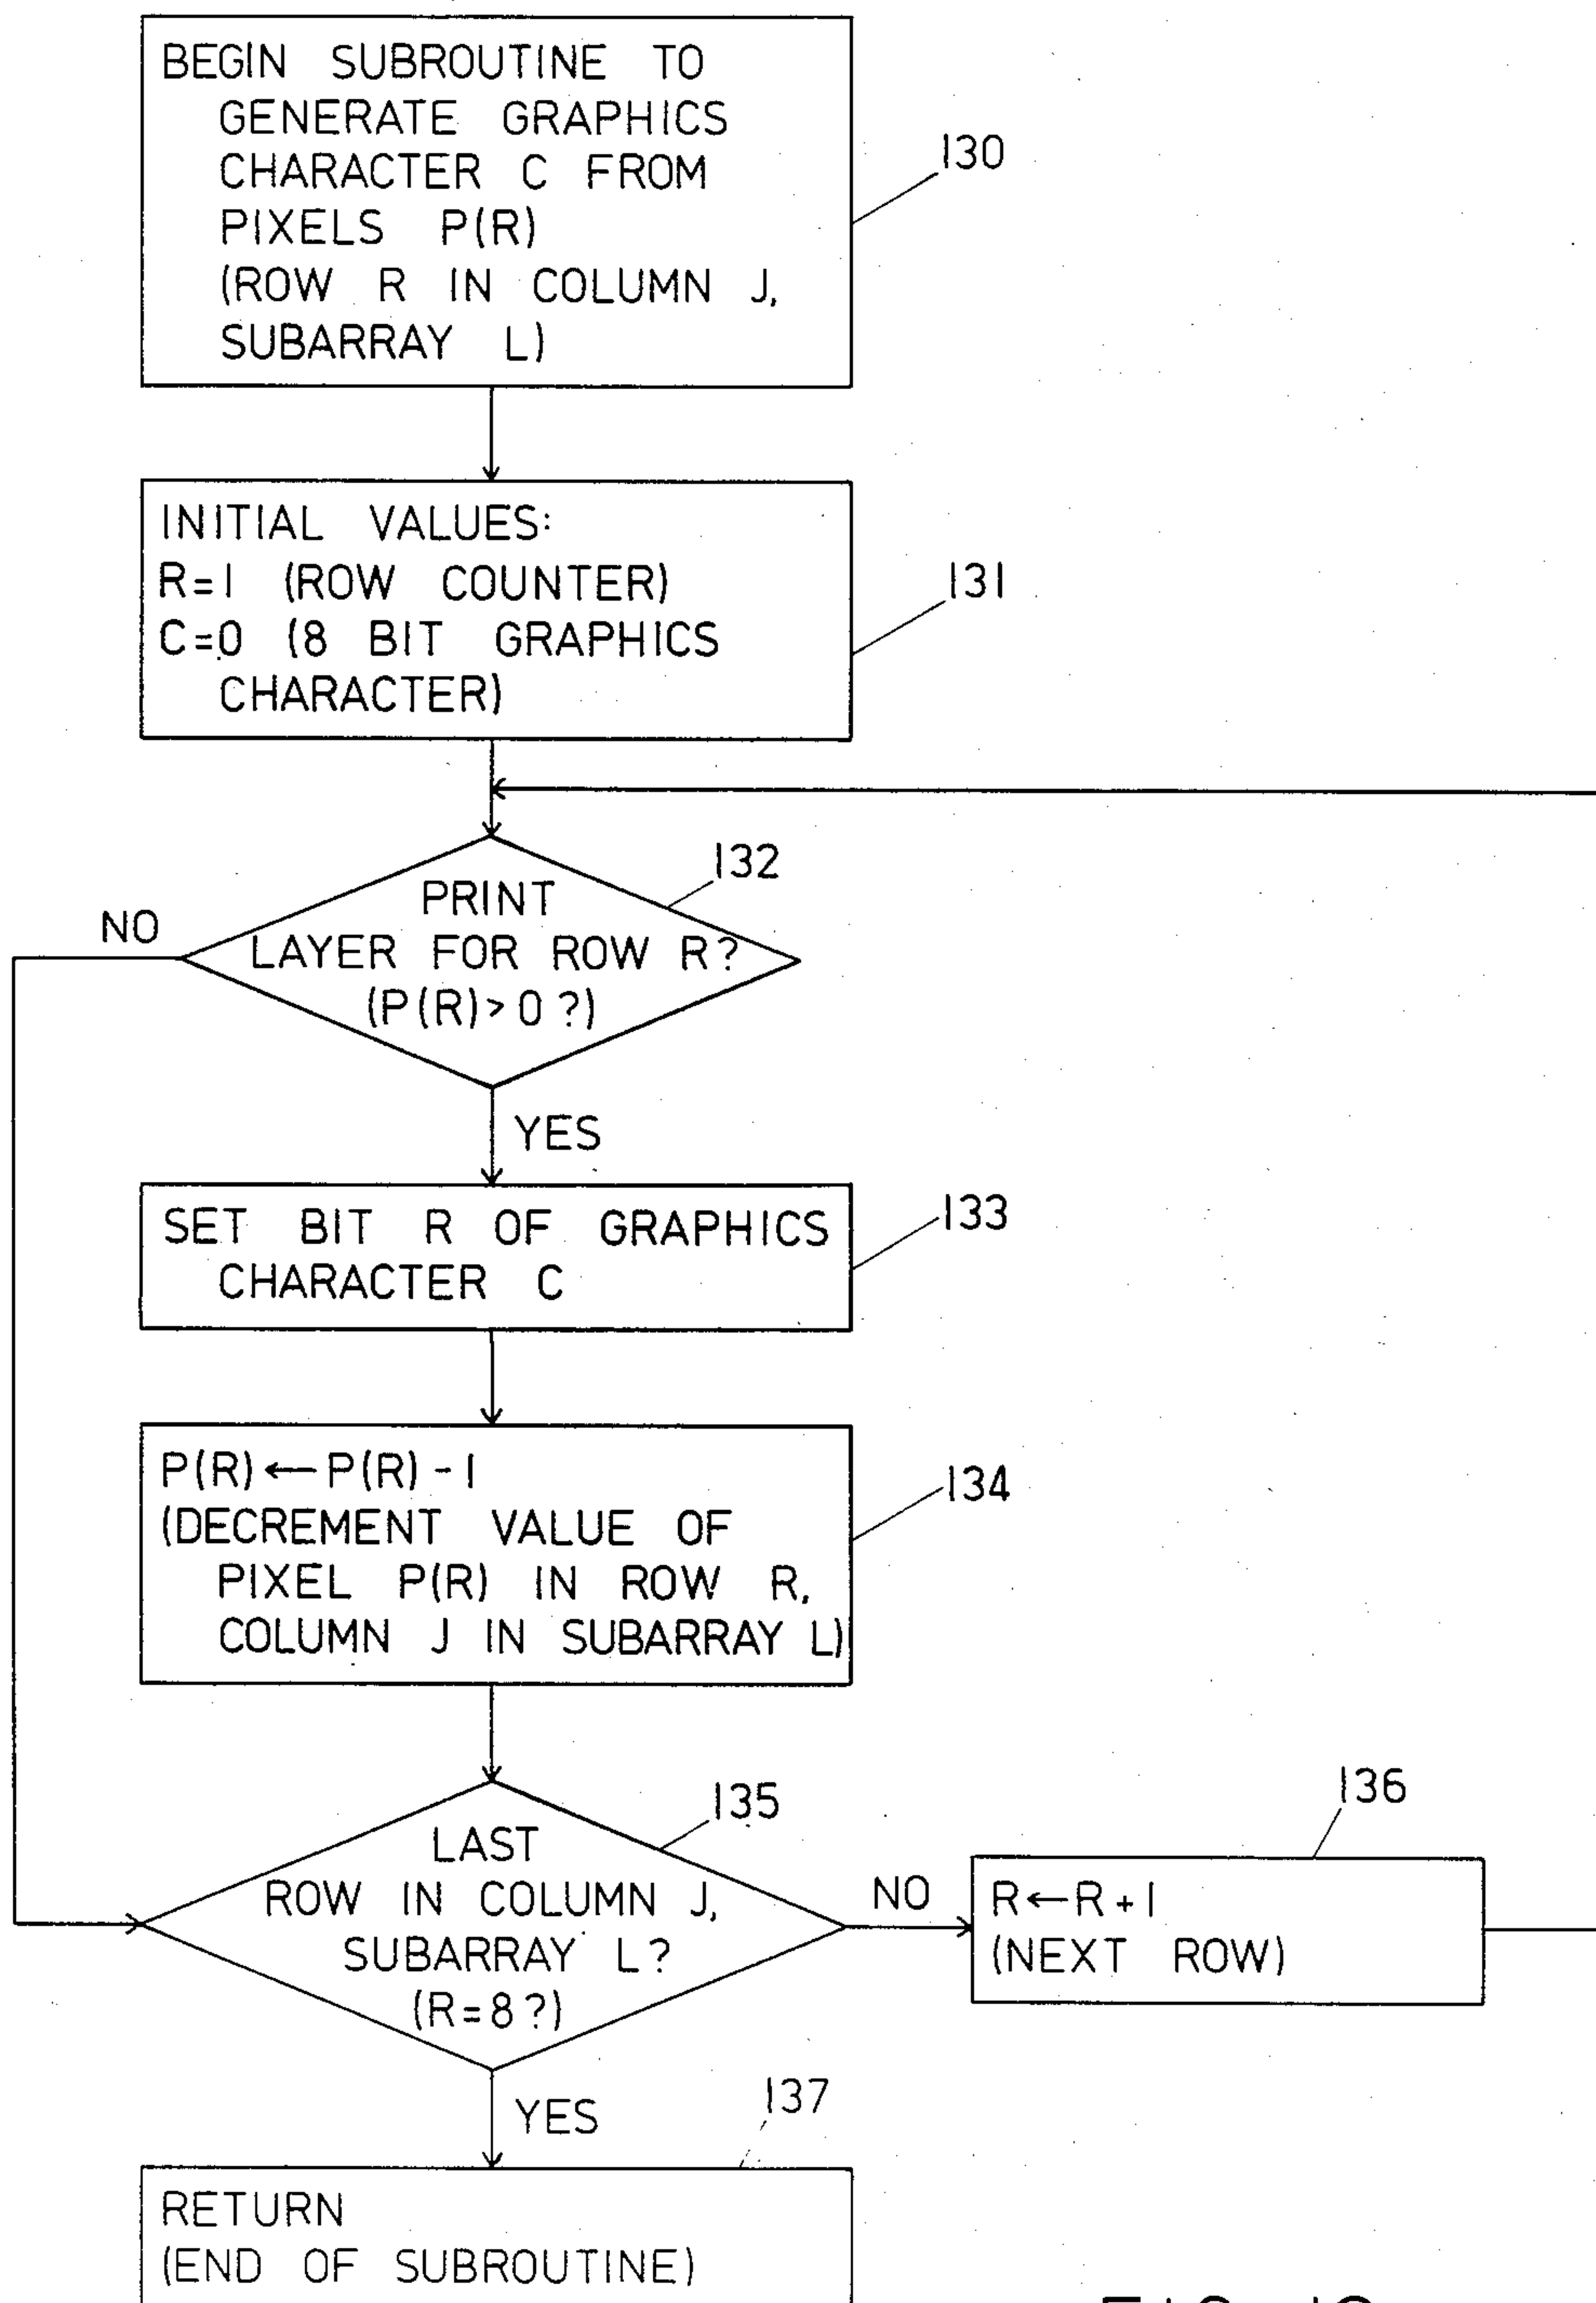 BEGIN SUBROUTINE TO
GENERATE GRAPHICS
CHARACTER C FROM
PIXELS P(R)
(ROW R IN COLUMN J,
SUBARRAY L)
130
INITIAL VALUES:
R=1 (ROW COUNTER)
C=0 (8 BIT GRAPHICS
CHARACTER)
131
132
PRINT
LAYER FOR ROW R?
(P(R)>0?)
NO
YES
SET BIT R OF GRAPHICS
CHARACTER C
133
P(R)←P(R)-1
(DECREMENT VALUE OF
PIXEL P(R) IN ROW R,
COLUMN J IN SUBARRAY L)
134
135
LAST
ROW IN COLUMN J,
SUBARRAY L?
(R=8?)
NO
136
R←R+1
(NEXT ROW)
YES
137
RETURN
(END OF SUBROUTINE)